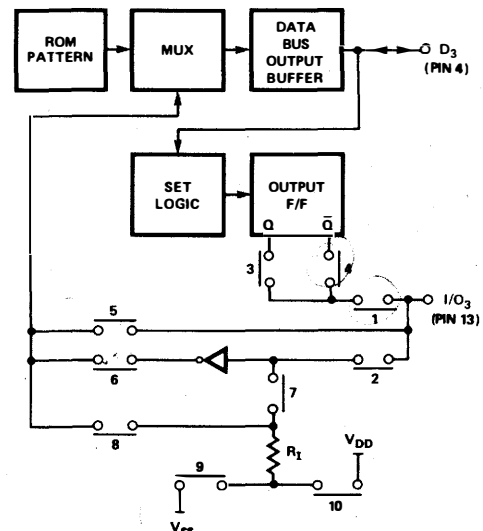 ROM
PATTERN
MUX
DATA
BUS
OUTPUT
BUFFER
D3
(PIN 4)
SET
LOGIC
OUTPUT
F/F
Q
Q̅
3
4
1
I/O3
(PIN 13)
5
6
2
7
8
RI
VDD
9
10
VSS